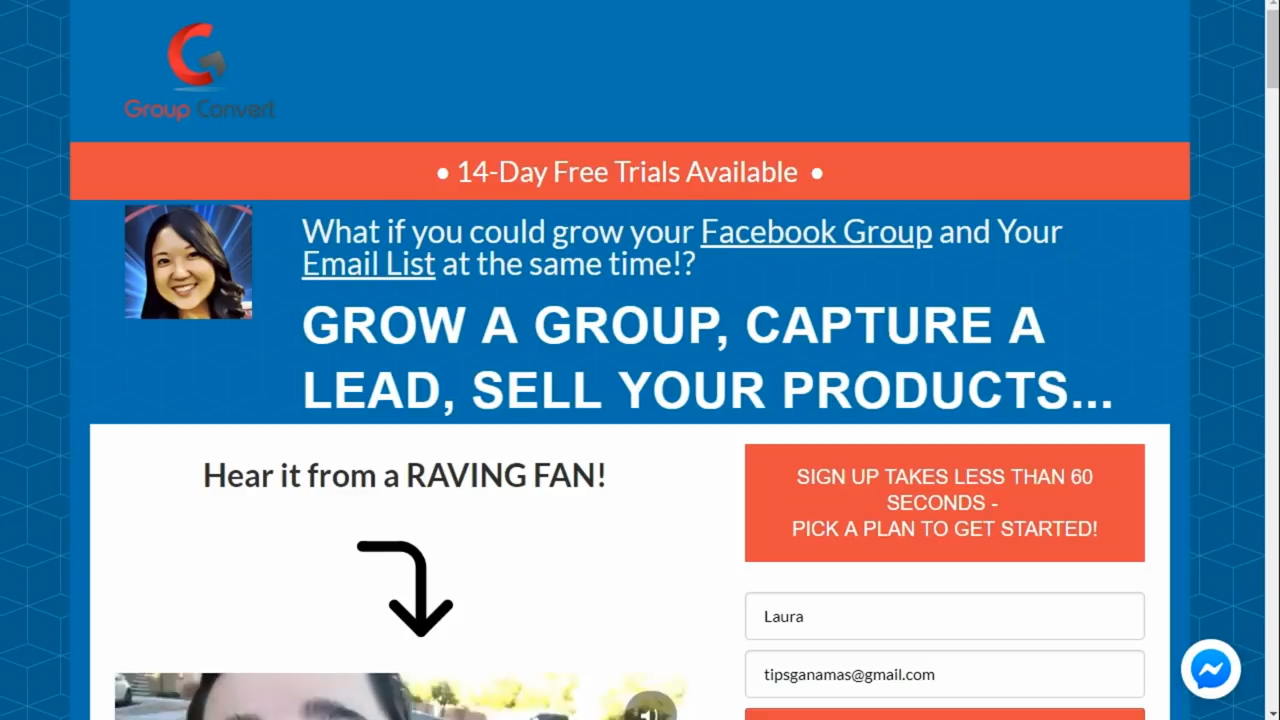 Group Convert
• 14-Day Free Trials Available •
What if you could grow your Facebook Group and Your
Email List at the same time!?
GROW A GROUP, CAPTURE A
LEAD, SELL YOUR PRODUCTS...
Hear it from a RAVING FAN!
SIGN UP TAKES LESS THAN 60
SECONDS -
PICK A PLAN TO GET STARTED!
Laura
tipsganamas@gmail.com